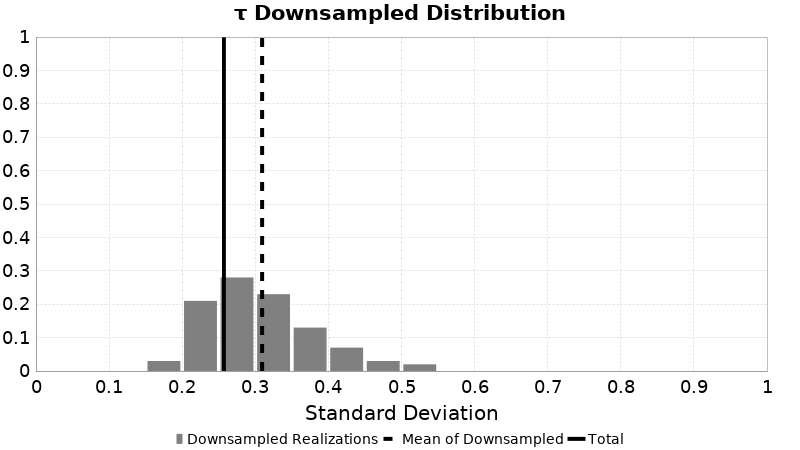 τ Downsampled Distribution
1
0.9
0.8
0.7
0.6
0.5
0.4
0.3
0.2
0.1
0
0 0.1 0.2 0.3 0.4 0.5 0.6 0.7 0.8 0.9 1
Standard Deviation
Downsampled Realizations Mean of Downsampled Total